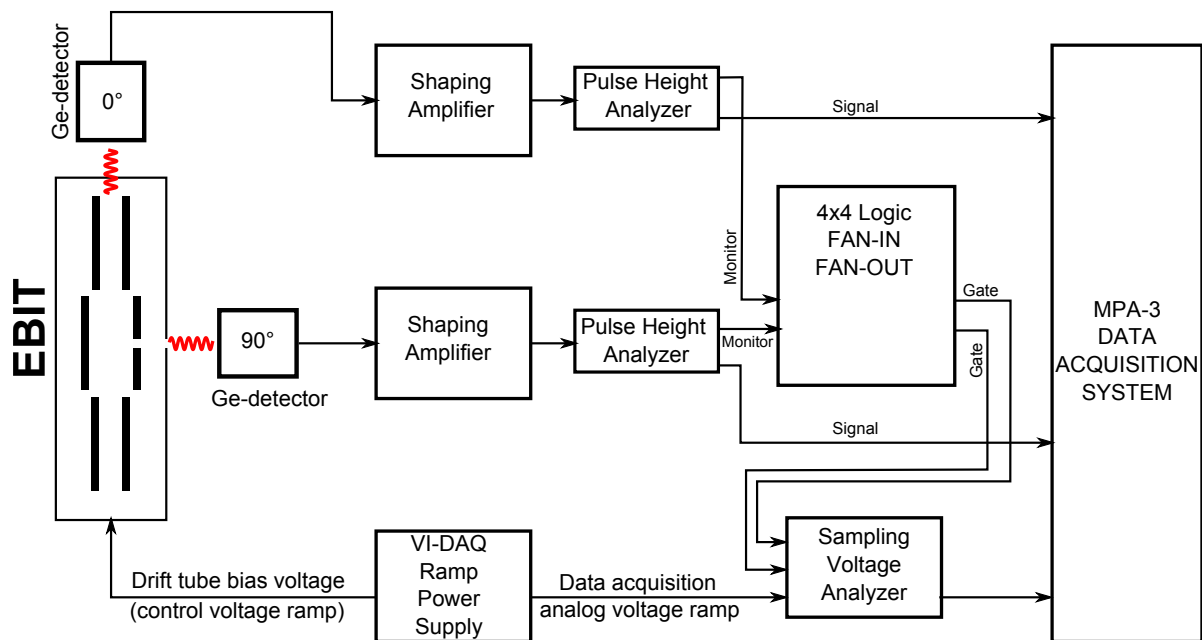 Ge-detector
0°
Shaping
Amplifier
Pulse Height
Analyzer
Signal
Monitor
4x4 Logic
FAN-IN
FAN-OUT
Gate
Gate
MPA-3
DATA
ACQUISITION
SYSTEM
EBIT
90°
Ge-detector
Shaping
Amplifier
Pulse Height
Analyzer
Monitor
Signal
Drift tube bias voltage
(control voltage ramp)
VI-DAQ
Ramp
Power
Supply
Data acquisition
analog voltage ramp
Sampling
Voltage
Analyzer